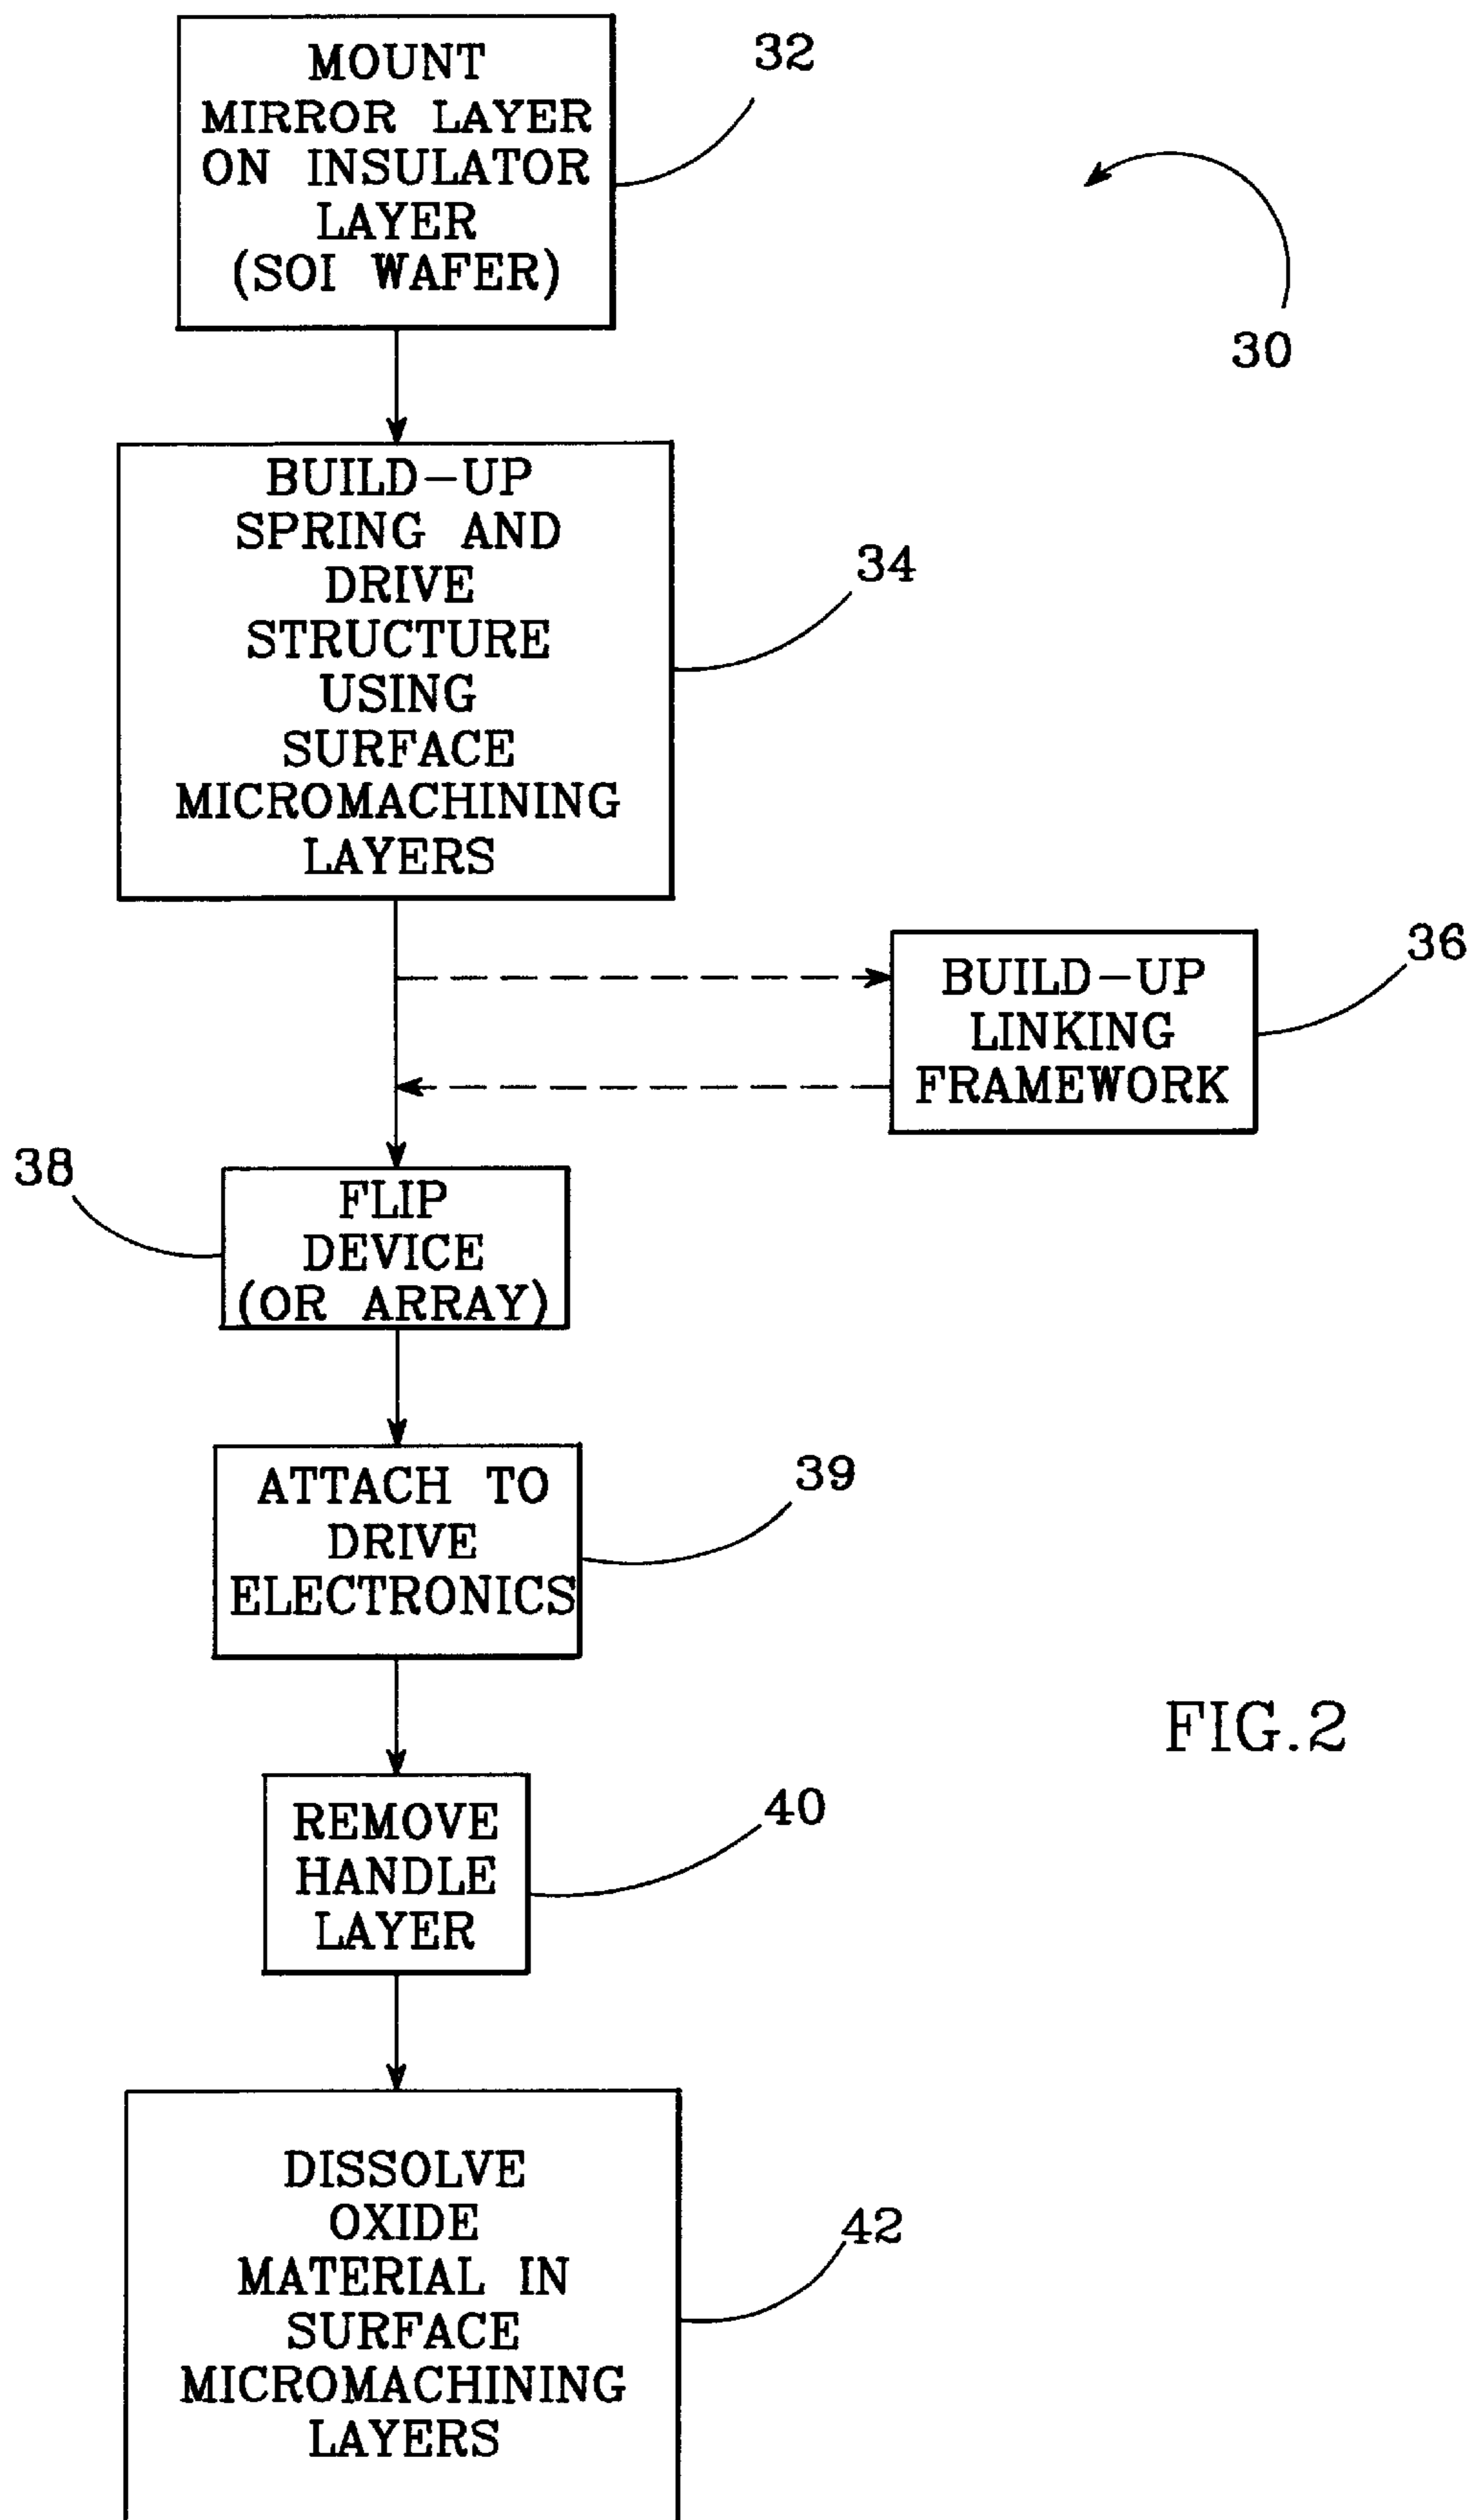 MOUNT
MIRROR LAYER
ON INSULATOR
LAYER
(SOI WAFER)
32
30
BUILD-UP
SPRING AND
DRIVE
STRUCTURE
USING
SURFACE
MICROMACHINING
LAYERS
34
BUILD-UP
LINKING
FRAMEWORK
36
38
FLIP
DEVICE
(OR ARRAY)
ATTACH TO
DRIVE
ELECTRONICS
39
FIG.2
REMOVE
HANDLE
LAYER
40
DISSOLVE
OXIDE
MATERIAL IN
SURFACE
MICROMACHINING
LAYERS
42